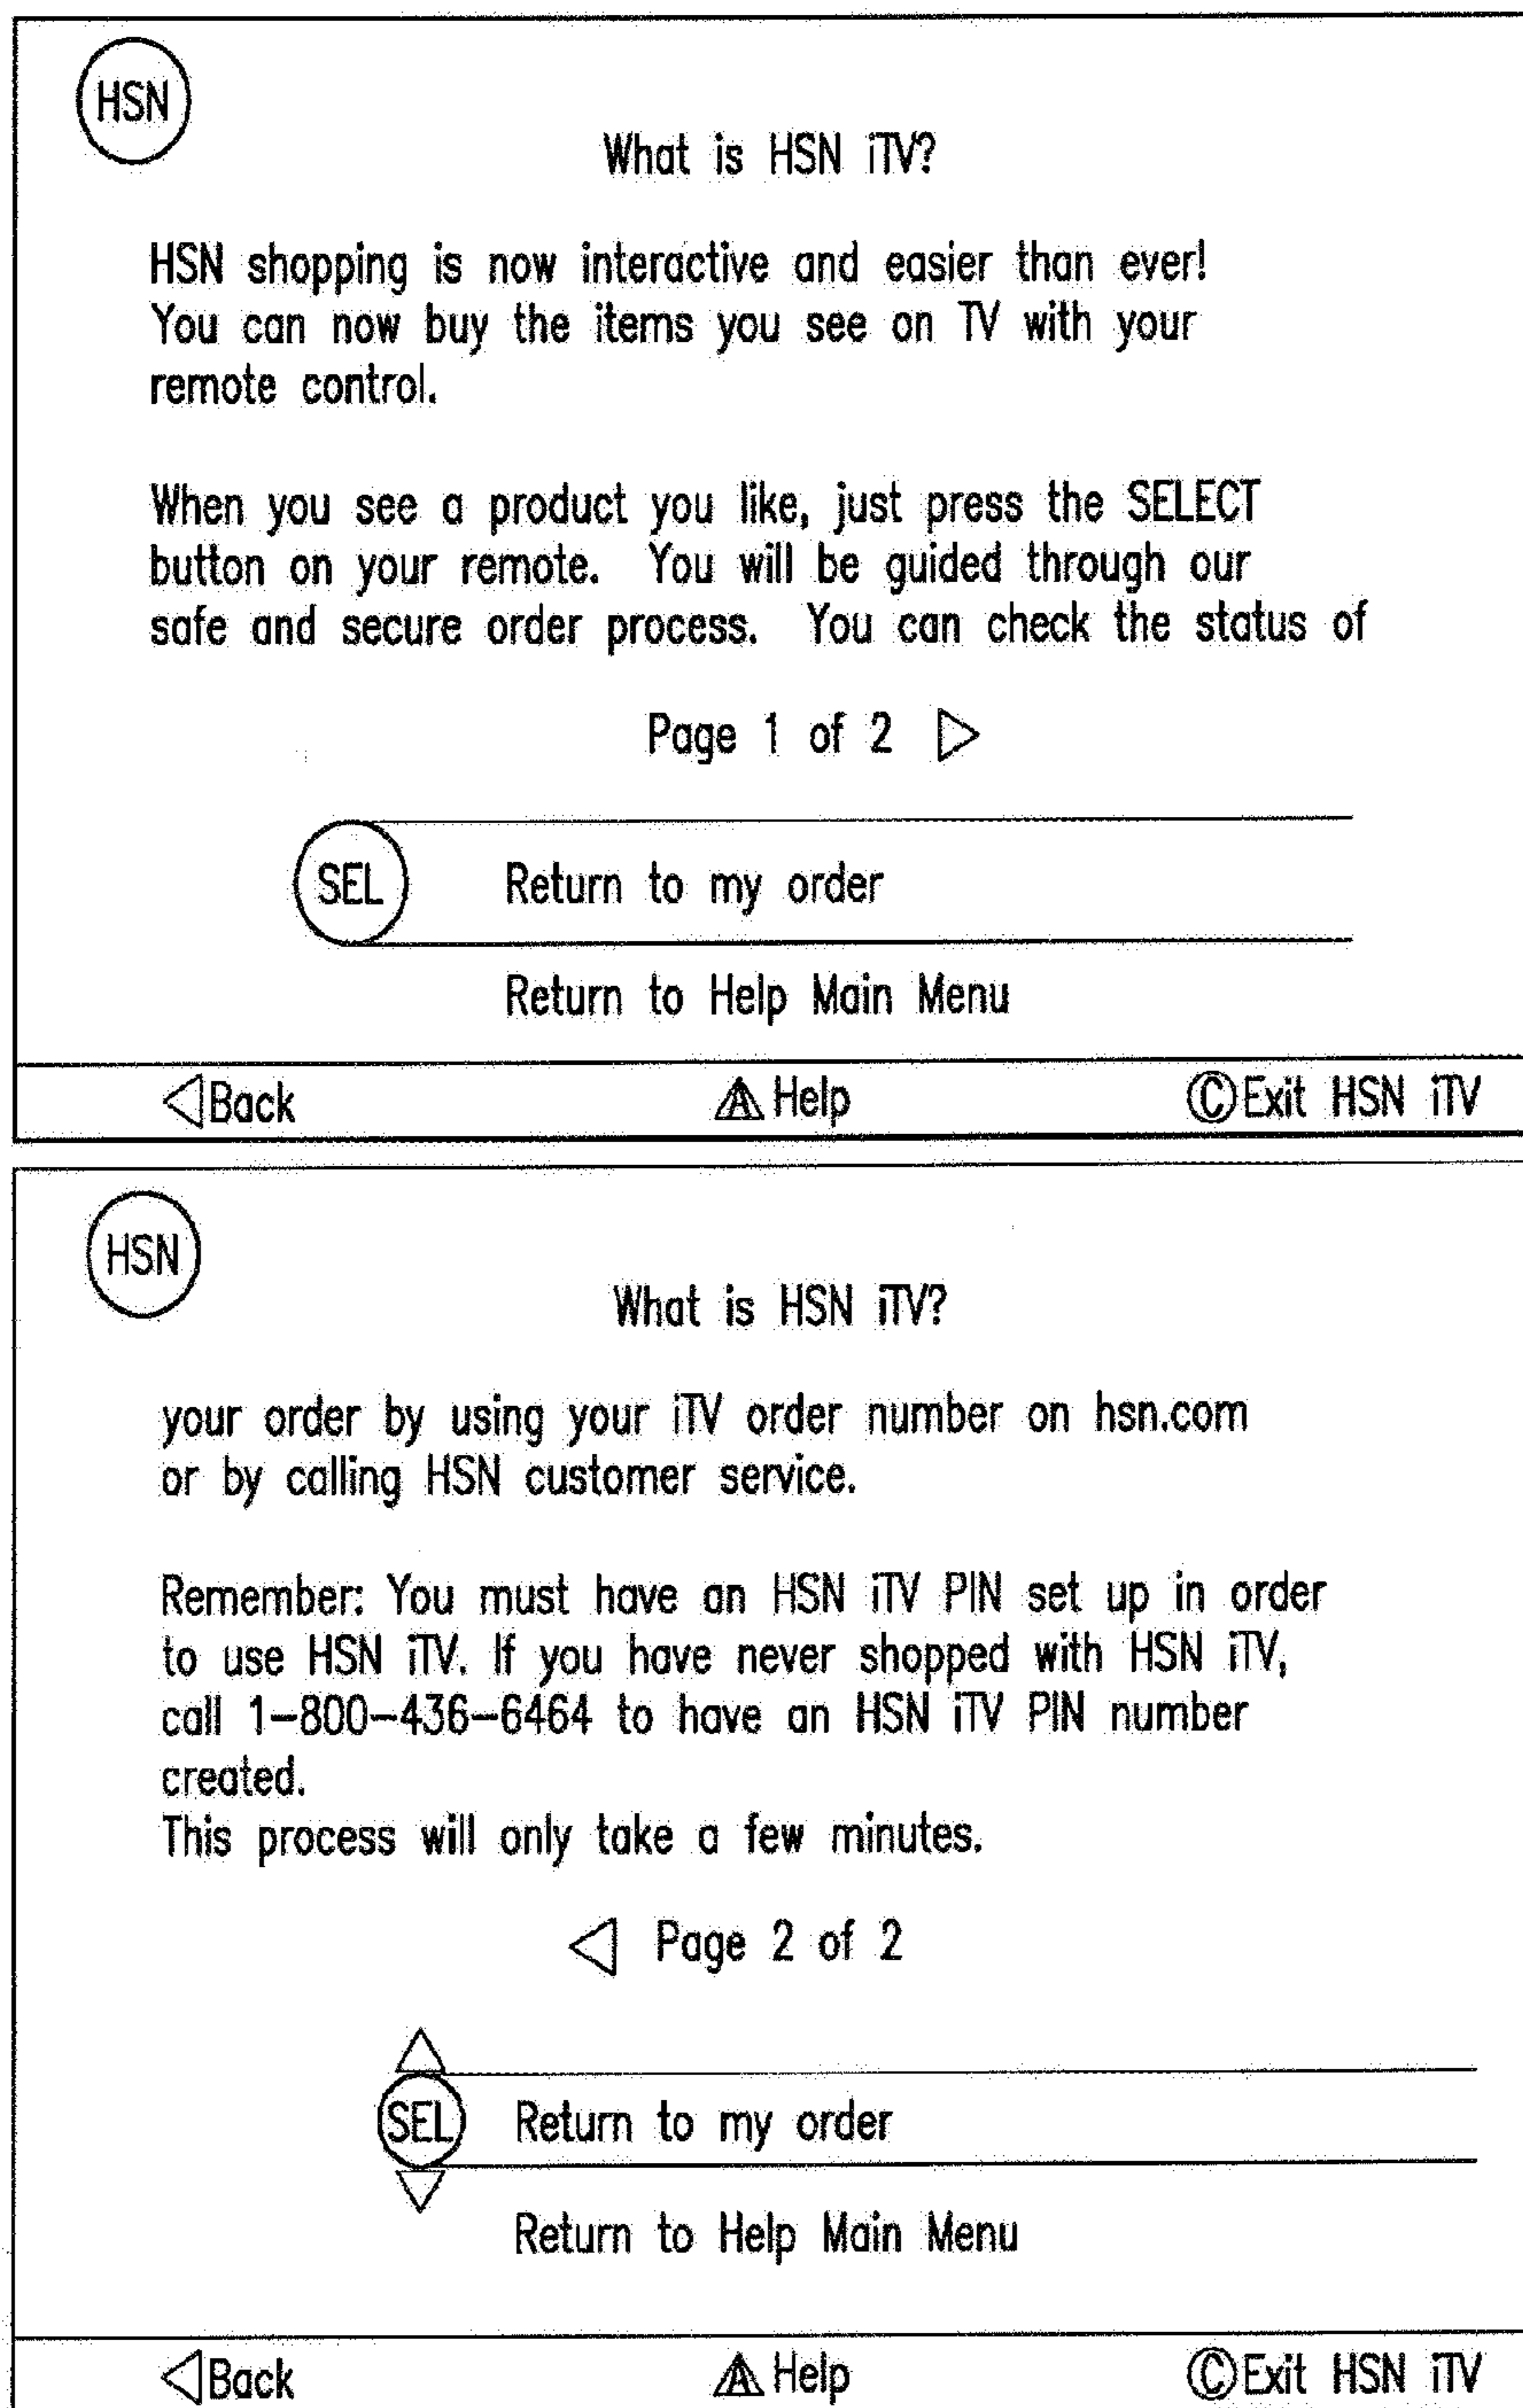 HSN
What is HSN iTV?
HSN shopping is now interactive and easier than ever!
You can now buy the items you see on TV with your
remote control.
When you see a product you like, just press the SELECT
button on your remote. You will be guided through our
safe and secure order process. You can check the status of
Page 1 of 2
SEL Return to my order
Return to Help Main Menu
Back A Help C Exit HSN iTV
HSN
What is HSN iTV?
your order by using your iTV order number on hsn.com
or by calling HSN customer service.
Remember: You must have an HSN iTV PIN set up in order
to use HSN iTV. If you have never shopped with HSN iTV,
call 1-800-436-6464 to have an HSN iTV PIN number
created.
This process will only take a few minutes.
Page 2 of 2
SEL Return to my order
Return to Help Main Menu
Back A Help C Exit HSN iTV